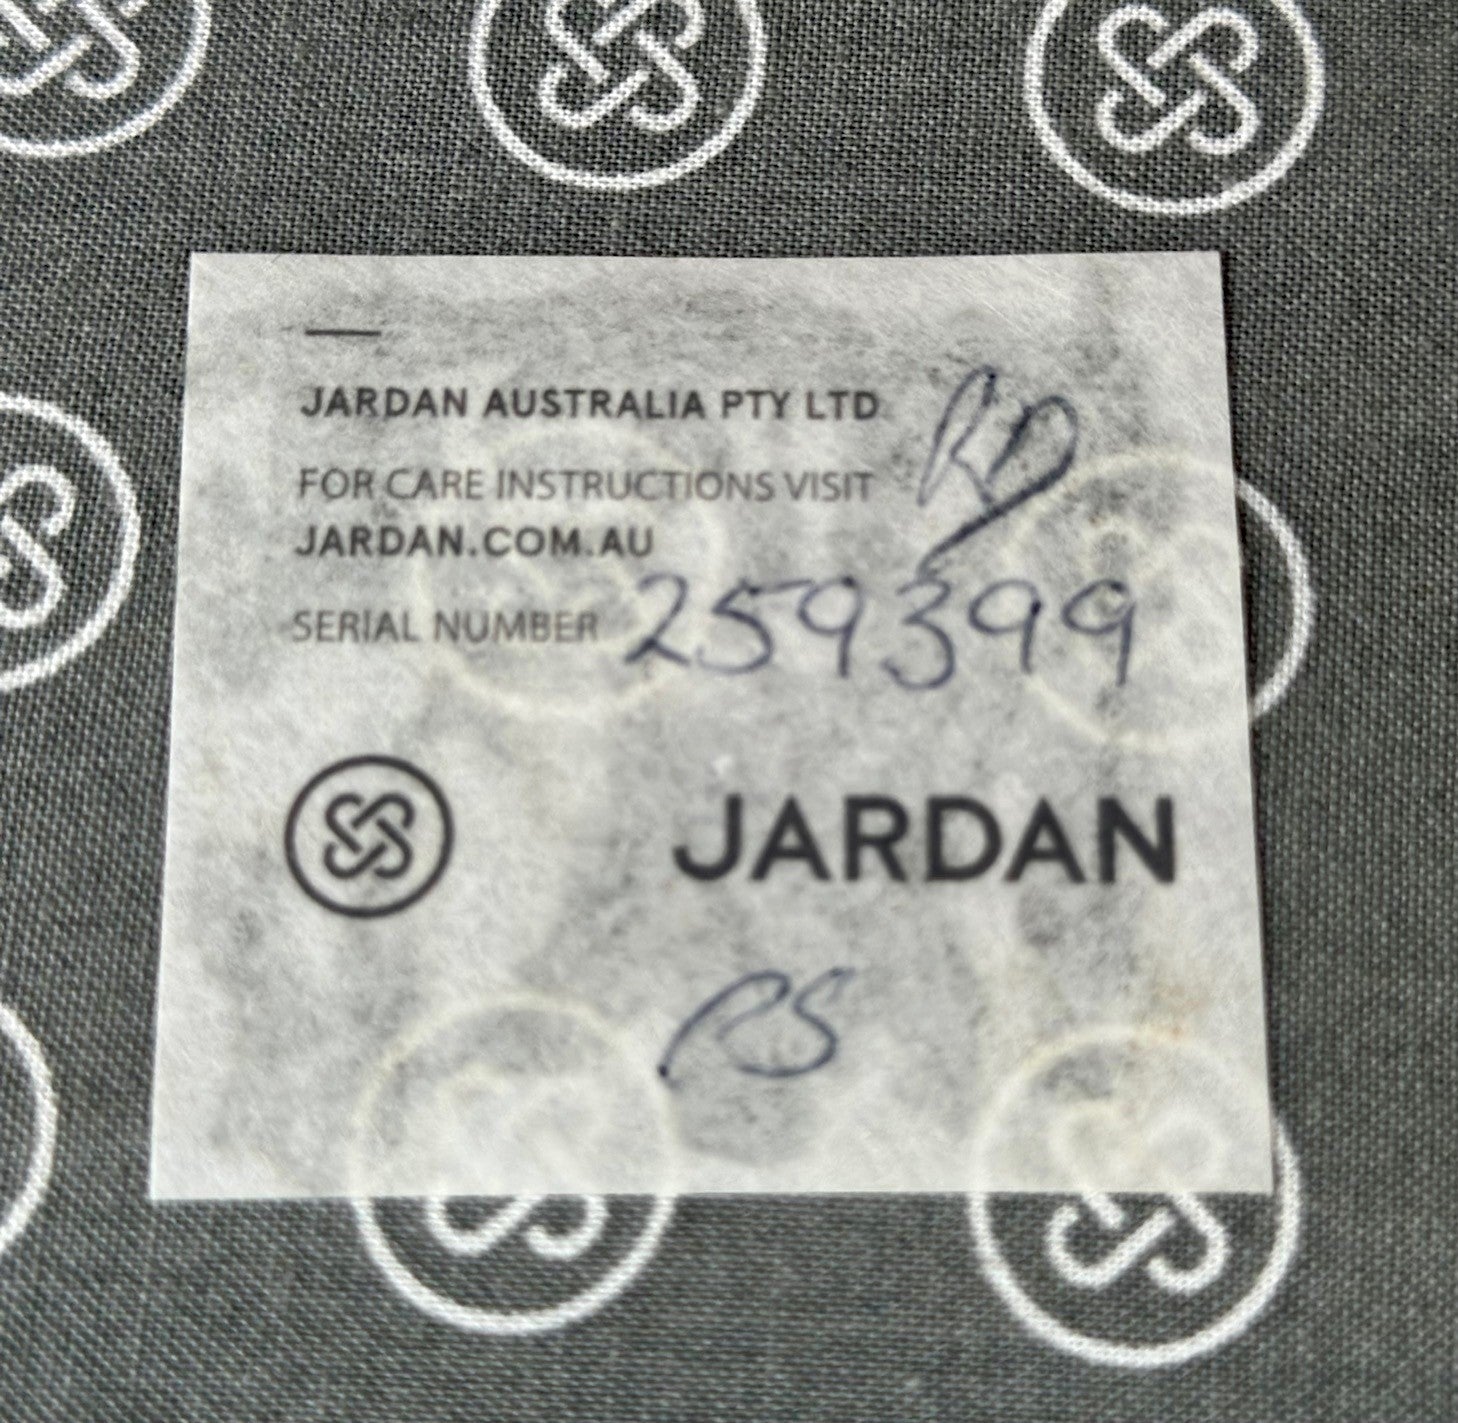 JARDAN AUSTRALIA PTY LTD
FOR CARE INSTRUCTIONS VISIT
JARDAN.COM.AU
SERIAL NUMBER 259399
JARDAN